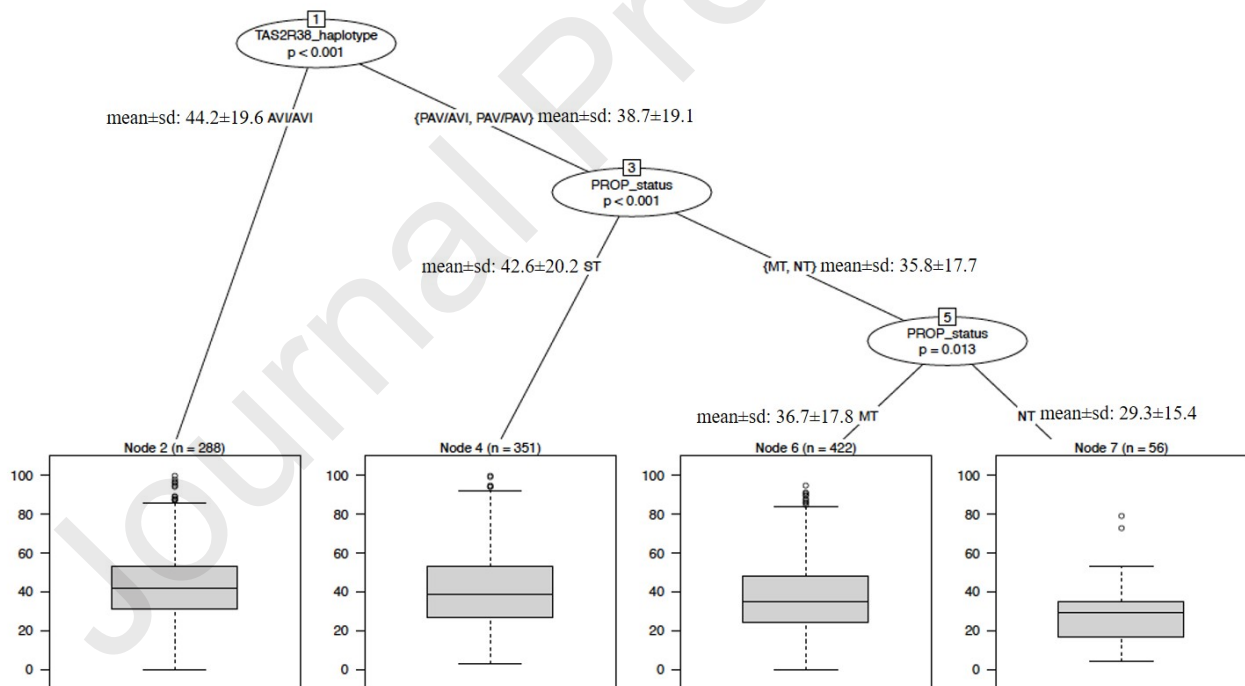 1
TAS2R38_haplotype
p < 0.001
mean±sd: 44.2±19.6 AVI/AVI
{PAV/AVI, PAV/PAV} mean±sd: 38.7±19.1
3
PROP_status
p < 0.001
mean±sd: 42.6±20.2 ST
{MT, NT} mean±sd: 35.8±17.7
5
PROP_status
p = 0.013
mean±sd: 36.7±17.8 MT
NT mean±sd: 29.3±15.4
Node 2 (n = 288)
100
80
60
40
20
0
Node 4 (n = 351)
100
80
60
40
20
0
Node 6 (n = 422)
100
80
60
40
20
0
Node 7 (n = 56)
100
80
60
40
20
0
Journal Pr